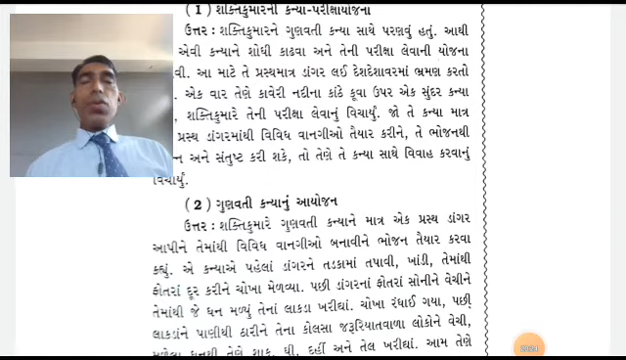 (1) શક્તિકુમારની કન્યા-પરીક્ષાયોજના
ઉત્તર : શક્તિકુમારને ગુણવતી કન્યા સાથે પરણવું હતું. આથી
એવી કન્યાને શોધી કાઢવા અને તેની પરીક્ષા લેવાની યોજના
વી. આ માટે તે પ્રસ્થમાત્ર ડાંગર લઈ દેશદેશાવરમાં ભ્રમણ કરતો
. એક વાર તેણે કાવેરી નદીના કાંઠે કૂવા ઉપર એક સુંદર કન્યા
, શક્તિકુમારે તેની પરીક્ષા લેવાનું વિચાર્યું. જો તે કન્યા માત્ર
પ્રસ્થ ડાંગરમાંથી વિવિધ વાનગીઓ તૈયાર કરીને, તે ભોજનથી
ન અને સંતુષ્ટ કરી શકે, તો તેણે તે કન્યા સાથે વિવાહ કરવાનું
વિચાર્યું.
(2) ગુણવતી કન્યાનું આયોજન
ઉત્તર : શક્તિકુમારે ગુણવતી કન્યાને માત્ર એક પ્રસ્થ ડાંગર
આપીને તેમાંથી વિવિધ વાનગીઓ બનાવીને ભોજન તૈયાર કરવા
કહ્યું. એ કન્યાએ પહેલાં ડાંગરને તડકામાં તપાવી, ખાંડી, તેમાંથી
ફોતરાં દૂર કરીને ચોખા મેળવ્યા. પછી ડાંગરનાં ફોતરાં સોનીને વેચીને
તેમાંથી જે ધન મળ્યું તેનાં લાકડા ખરીદ્યાં. ચોખા રંધાઈ ગયા, પછી
લાકડાંને પાણીથી ઠારીને તેના કોલસા જરૂરિયાતવાળા લોકોને વેચી,
મળેલા ધનથી તેણે શાક, ઘી, દહીં અને તેલ ખરીદ્યાં. આમ તેણે